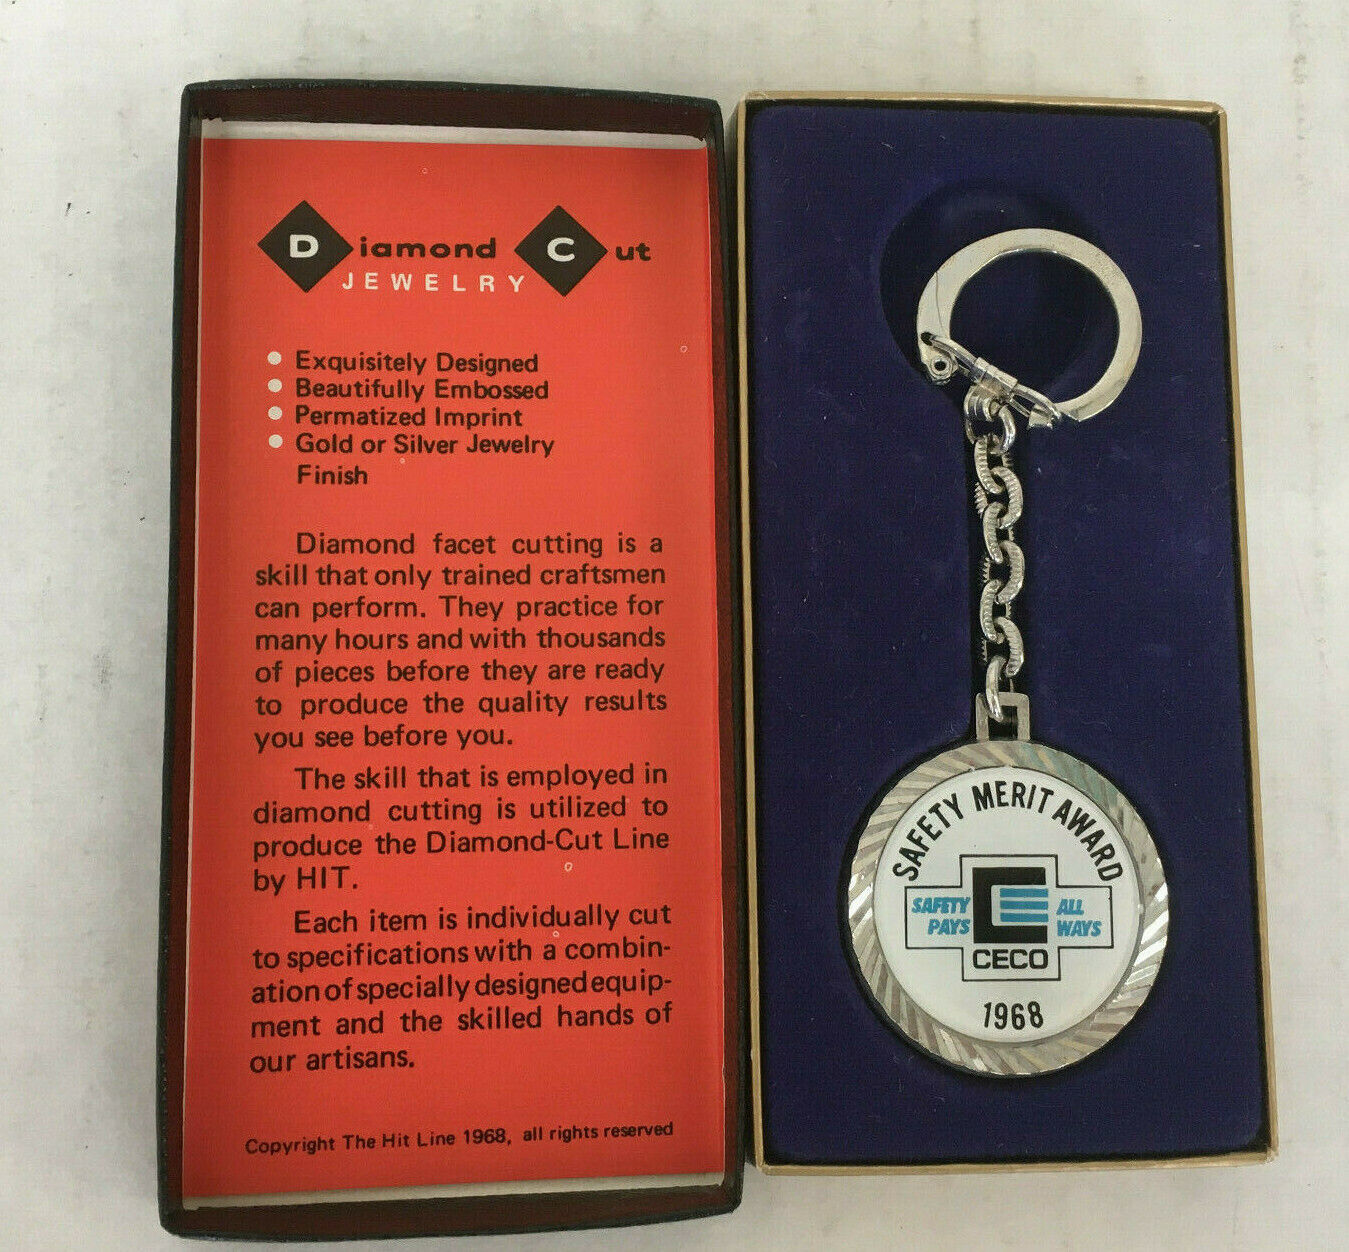 Diamond Cut
JEWELRY
Exquisitely Designed
Beautifully Embossed
Permatized Imprint
Gold or Silver Jewelry
Finish
Diamond facet cutting is a
skill that only trained craftsmen
can perform. They practice for
many hours and with thousands
of pieces before they are ready
to produce the quality results
you see before you.
The skill that is employed in
diamond cutting is utilized to
produce the Diamond-Cut Line
by HIT.
Each item is individually cut
to specifications with a combin-
ation of specially designed equip-
ment and the skilled hands of
our artisans.
Copyright The Hit Line 1968, all rights reserved
SAFETY MERIT AWARD
SAFETY ALL
PAYS WAYS
C
CECO
1968